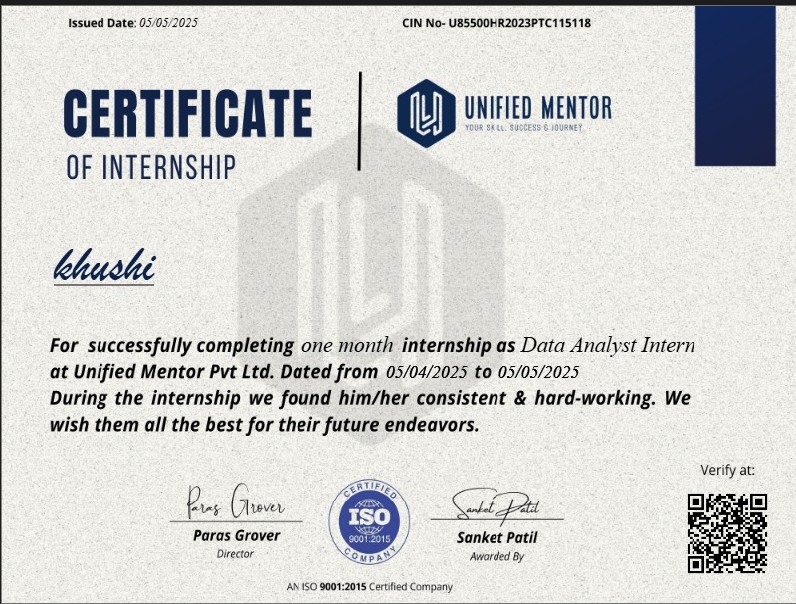 Issued Date: 05/05/2025
CIN No- U85500HR2023PTC115118
CERTIFICATE
OF INTERNSHIP
UNIFIED MENTOR
YOUR SKILL, SUCCESS & JOURNEY
khushi
For successfully completing one month internship as Data Analyst Intern
at Unified Mentor Pvt Ltd. Dated from 05/04/2025 to 05/05/2025
During the internship we found him/her consistent & hard-working. We
wish them all the best for their future endeavors.
Verify at:
Paras Grover
Paras Grover
Director
CERTIFIED
ISO
9001:2015
COMPANY
Sanket Patil
Sanket Patil
Awarded By
AN ISO 9001:2015 Certified Company